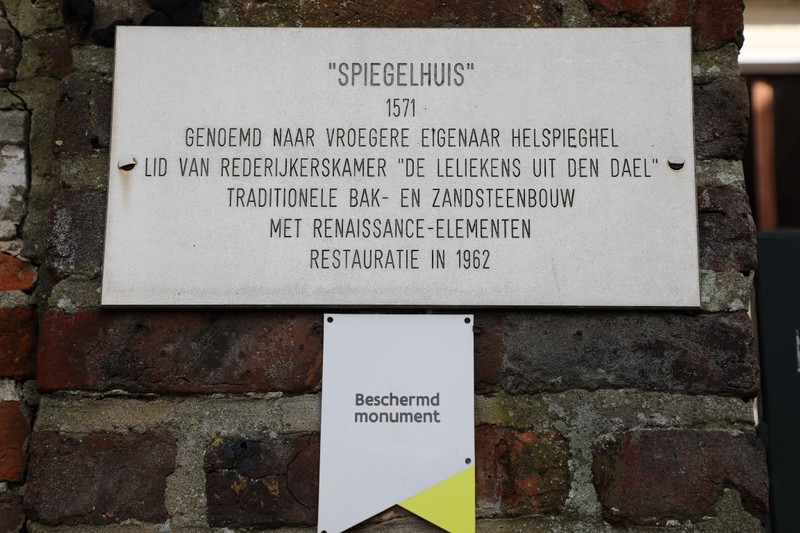 "SPIEGELHUIS"
1571
GENOEMD NAAR VROEGERE EIGENAAR HELSPIEGHEL
LID VAN REDERIJKERSKAMER "DE LELIEKENS UIT DEN DAEL"
TRADITIONELE BAK- EN ZANDSTEENBOUW
MET RENAISSANCE-ELEMENTEN
RESTAURATIE IN 1962
Beschermd
monument